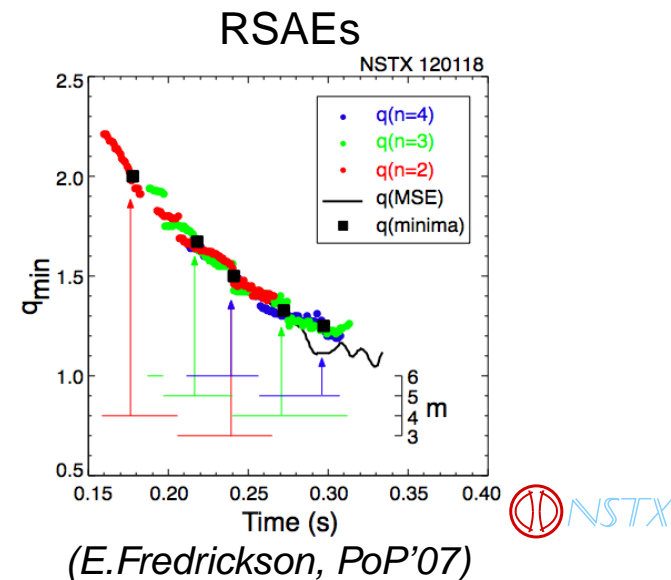 RSAEs
NSTX 120118
2.5
2.0
1.5
1.0
0.5
q(n=4)
q(n=3)
q(n=2)
q(MSE)
q(minima)
qmin
6
5
4
3
m
0.15 0.20 0.25 0.30 0.35 0.40
Time (s)
NSTX
(E.Fredrickson, PoP'07)